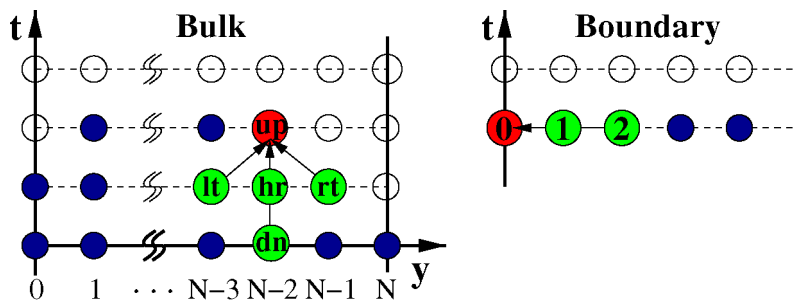 Bulk
t
up
lt hr rt
dn
y
0 1 · · · N−3 N−2 N−1 N
Boundary
t
0 1 2